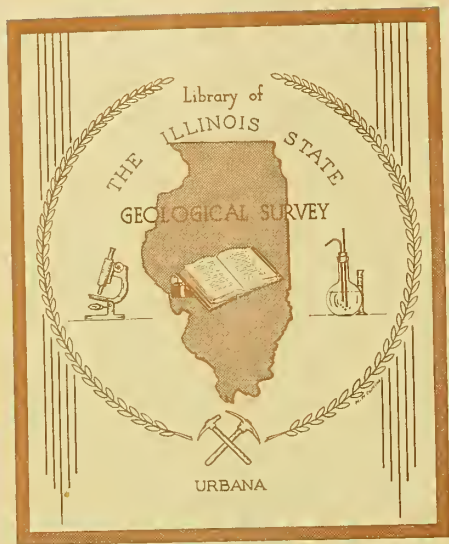 Library of
THE ILLINOIS STATE
GEOLOGICAL SURVEY
URBANA